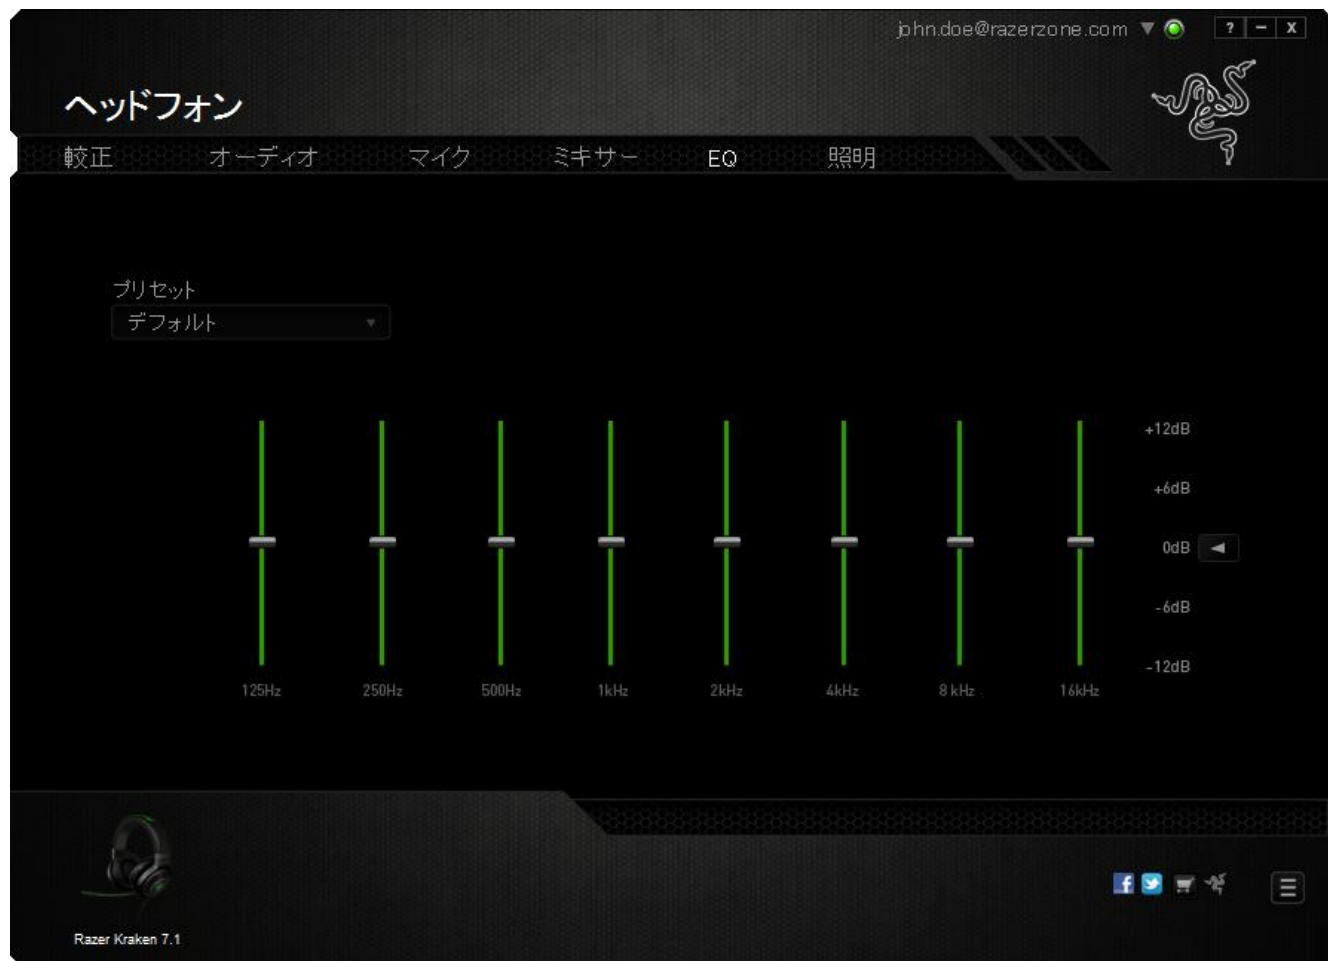 john.doe@razerzone.com
? – X
ヘッドフォン
較正 オーディオ マイク ミキサー EQ 照明
プリセット
デフォルト
+12dB
+6dB
0dB
-6dB
-12dB
125Hz 250Hz 500Hz 1kHz 2kHz 4kHz 8 kHz 16kHz
Razer Kraken 7.1